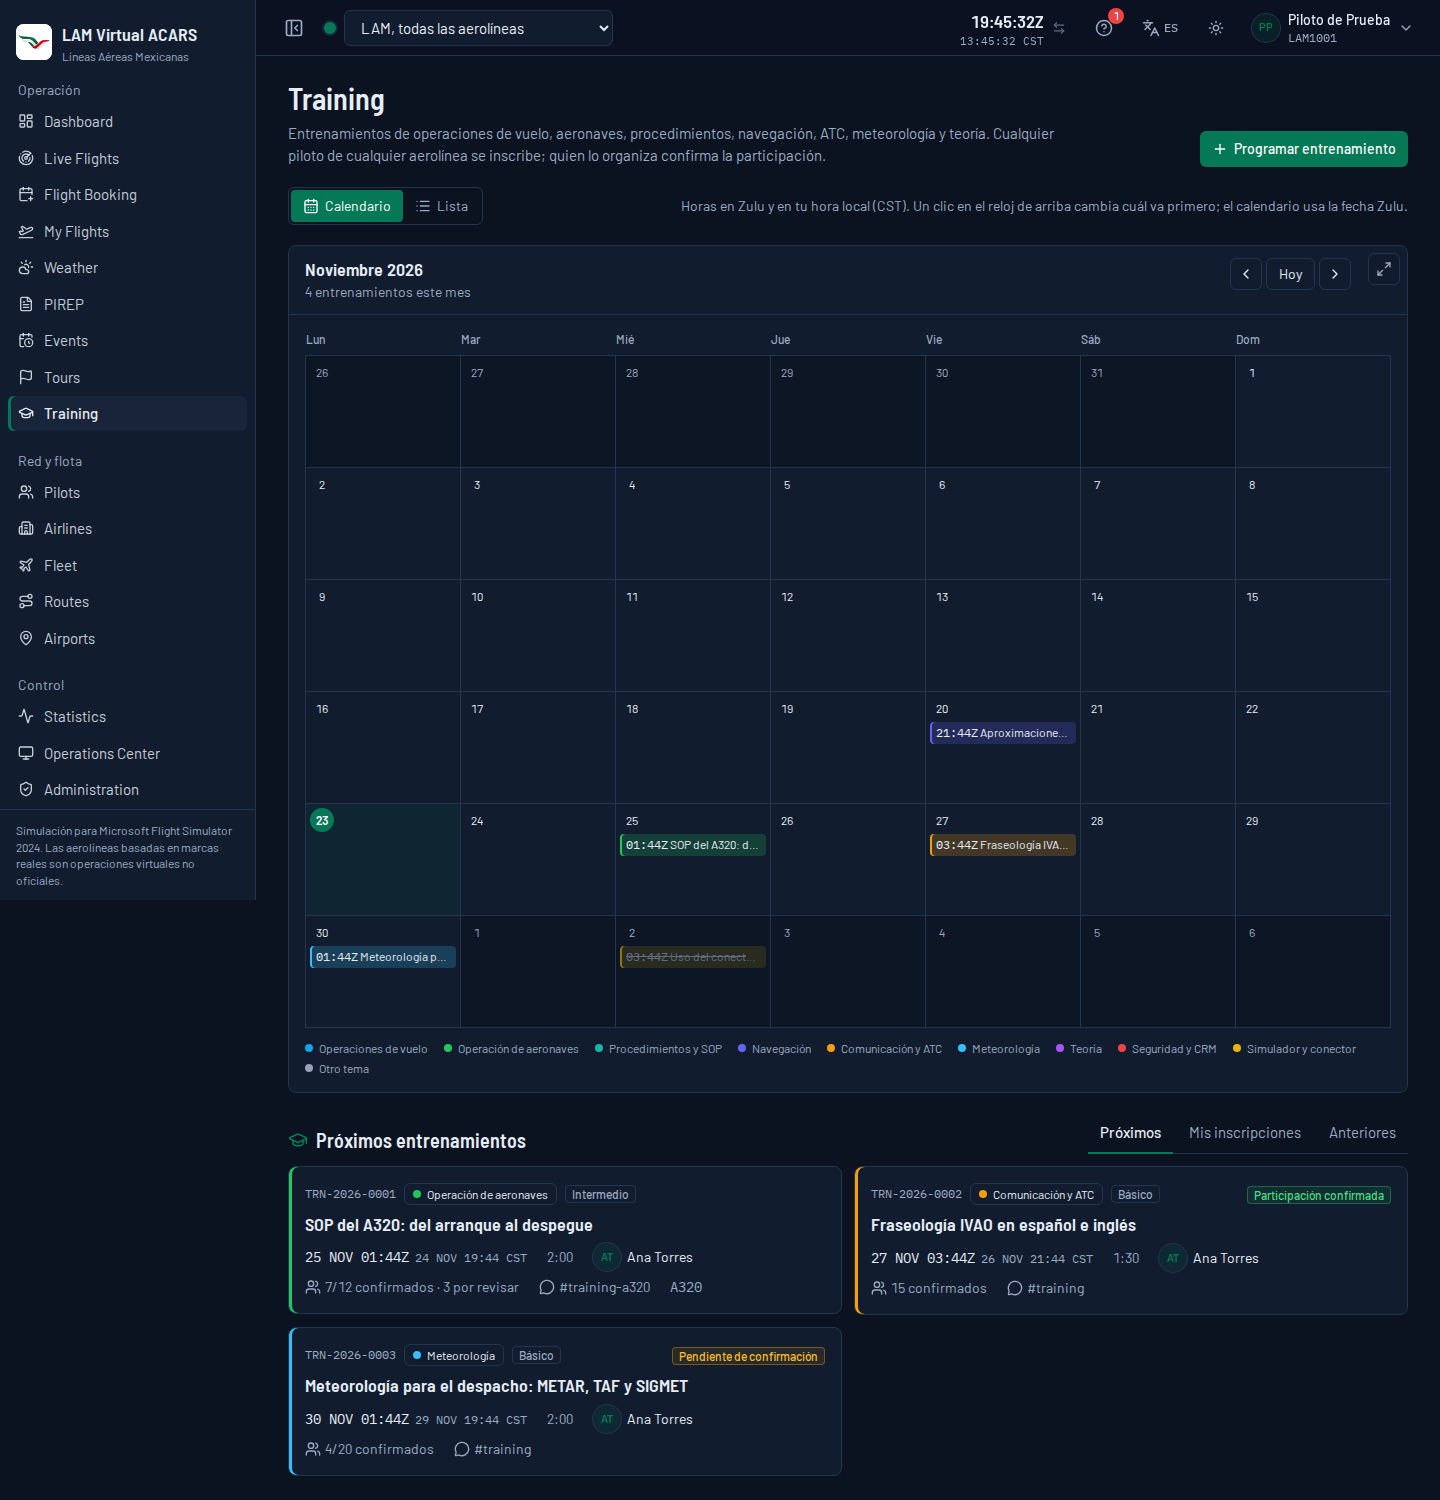 LAM Virtual ACARS
Líneas Aéreas Mexicanas
LAM, todas las aerolíneas
19:45:32Z
13:45:32 CST
1
ES
PP
Piloto de Prueba
LAM1001
Operación
Dashboard
Live Flights
Flight Booking
My Flights
Weather
PIREP
Events
Tours
Training
Red y flota
Pilots
Airlines
Fleet
Routes
Airports
Control
Statistics
Operations Center
Administration
Simulación para Microsoft Flight Simulator
2024. Las aerolíneas basadas en marcas
reales son operaciones virtuales no
oficiales.
Training
Entrenamientos de operaciones de vuelo, aeronaves, procedimientos, navegación, ATC, meteorología y teoría. Cualquier
piloto de cualquier aerolínea se inscribe; quien lo organiza confirma la participación.
Programar entrenamiento
Calendario
Lista
Horas en Zulu y en tu hora local (CST). Un clic en el reloj de arriba cambia cuál va primero; el calendario usa la fecha Zulu.
Noviembre 2026
4 entrenamientos este mes
Hoy
Lun Mar Mié Jue Vie Sáb Dom
26 27 28 29 30 31 1
2 3 4 5 6 7 8
9 10 11 12 13 14 15
16 17 18 19 20 21 22
21:44Z Aproximacione...
23 24 25 26 27 28 29
01:44Z SOP del A320: d...
03:44Z Fraseología IVA...
30 1 2 3 4 5 6
01:44Z Meteorología p...
03:44Z Uso del conect...
Operaciones de vuelo
Operación de aeronaves
Procedimientos y SOP
Navegación
Comunicación y ATC
Meteorología
Teoría
Seguridad y CRM
Simulador y conector
Otro tema
Próximos entrenamientos
Próximos
Mis inscripciones
Anteriores
TRN-2026-0001 Operación de aeronaves Intermedio
SOP del A320: del arranque al despegue
25 NOV 01:44Z 24 NOV 19:44 CST 2:00 AT Ana Torres
7/12 confirmados · 3 por revisar #training-a320 A320
TRN-2026-0002 Comunicación y ATC Básico Participación confirmada
Fraseología IVAO en español e inglés
27 NOV 03:44Z 26 NOV 21:44 CST 1:30 AT Ana Torres
15 confirmados #training
TRN-2026-0003 Meteorología Básico Pendiente de confirmación
Meteorología para el despacho: METAR, TAF y SIGMET
30 NOV 01:44Z 29 NOV 19:44 CST 2:00 AT Ana Torres
4/20 confirmados #training